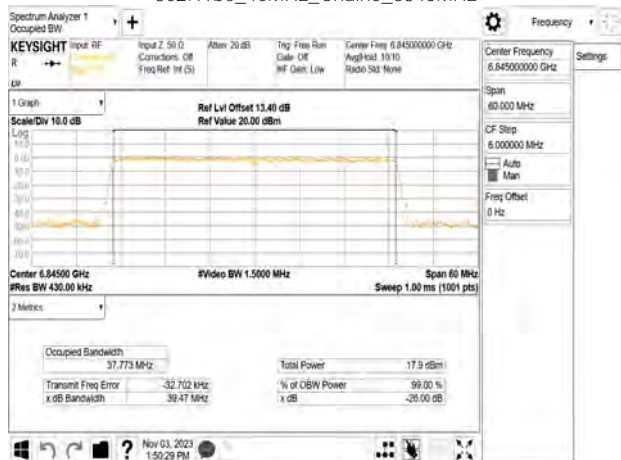 Spectrum Analyzer 1
Occupied BW
KEYSIGHT
Input: RF
Input Z: 50 Ω
Atten: 20 dB
Trig: Free Run
Center Freq: 6.845000000 GHz
R
Corrections: Off
Gate: Off
Avg|Hold: 10/10
Freq Ref: Int (S)
#IF Gain: Low
Radio Std: None
Frequency
Settings
Center Frequency
6.845000000 GHz
Span
60.000 MHz
CF Step
6.000000 MHz
Auto
Man
Freq Offset
0 Hz
1 Graph
Scale/Div 10.0 dB
Ref Lvl Offset 13.40 dB
Ref Value 20.00 dBm
Log
10.0
0.00
Center 6.84500 GHz
#Res BW 430.00 kHz
#Video BW 1.5000 MHz
Span 60 MHz
Sweep 1.00 ms (1001 pts)
2 Metrics
Occupied Bandwidth
37.773 MHz
Total Power
17.9 dBm
Transmit Freq Error
-32.702 kHz
% of OBW Power
99.00 %
x dB Bandwidth
39.47 MHz
x dB
-26.00 dB
?
Nov 03, 2023
1:50:29 PM